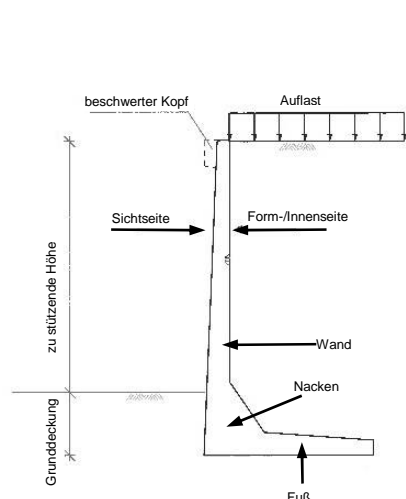 beschwerter Kopf
Auflast
Sichtseite
Form-/Innenseite
zu stützende Höhe
Wand
Nacken
Grunddeckung
Fuß